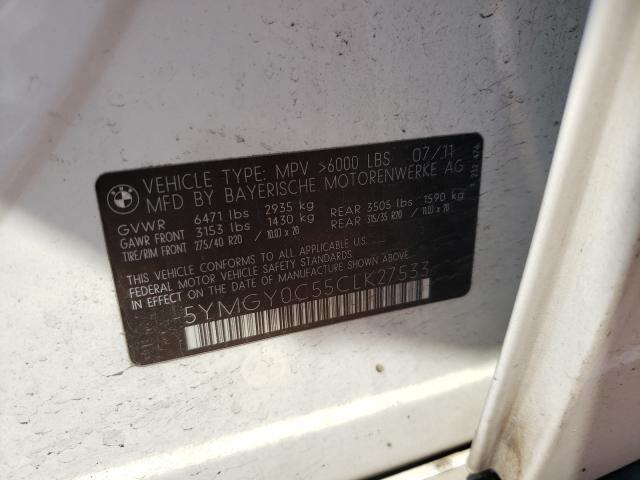 BMW
VEHICLE TYPE: MPV >6000 LBS 07/11
MFD BY BAYERISCHE MOTORENWERKE AG
GVWR 6471 lbs 2935 kg
GAWR FRONT 3153 lbs 1430 kg REAR 3505 lbs 1590 kg
TIRE/RIM FRONT 275/40 R20 / 10.0J x 20 REAR 315/35 R20 / 11.0J x 20
THIS VEHICLE CONFORMS TO ALL APPLICABLE U.S.
FEDERAL MOTOR VEHICLE SAFETY STANDARDS
IN EFFECT ON THE DATE OF MANUFACTURE SHOWN ABOVE.
5YMGY0C55CLK27533